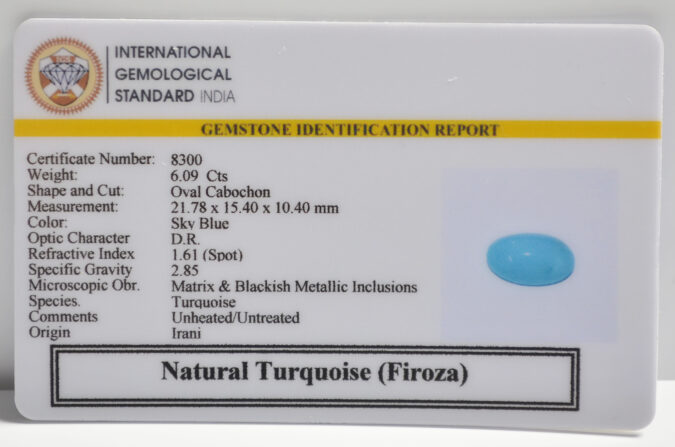 INTERNATIONAL
GEMOLOGICAL
STANDARD INDIA
GEMSTONE IDENTIFICATION REPORT
Certificate Number: 8300
Weight: 6.09 Cts
Shape and Cut: Oval Cabochon
Measurement: 21.78 x 15.40 x 10.40 mm
Color: Sky Blue
Optic Character D.R.
Refractive Index 1.61 (Spot)
Specific Gravity 2.85
Microscopic Obr. Matrix & Blackish Metallic Inclusions
Species. Turquoise
Comments Unheated/Untreated
Origin Irani
Natural Turquoise (Firoza)